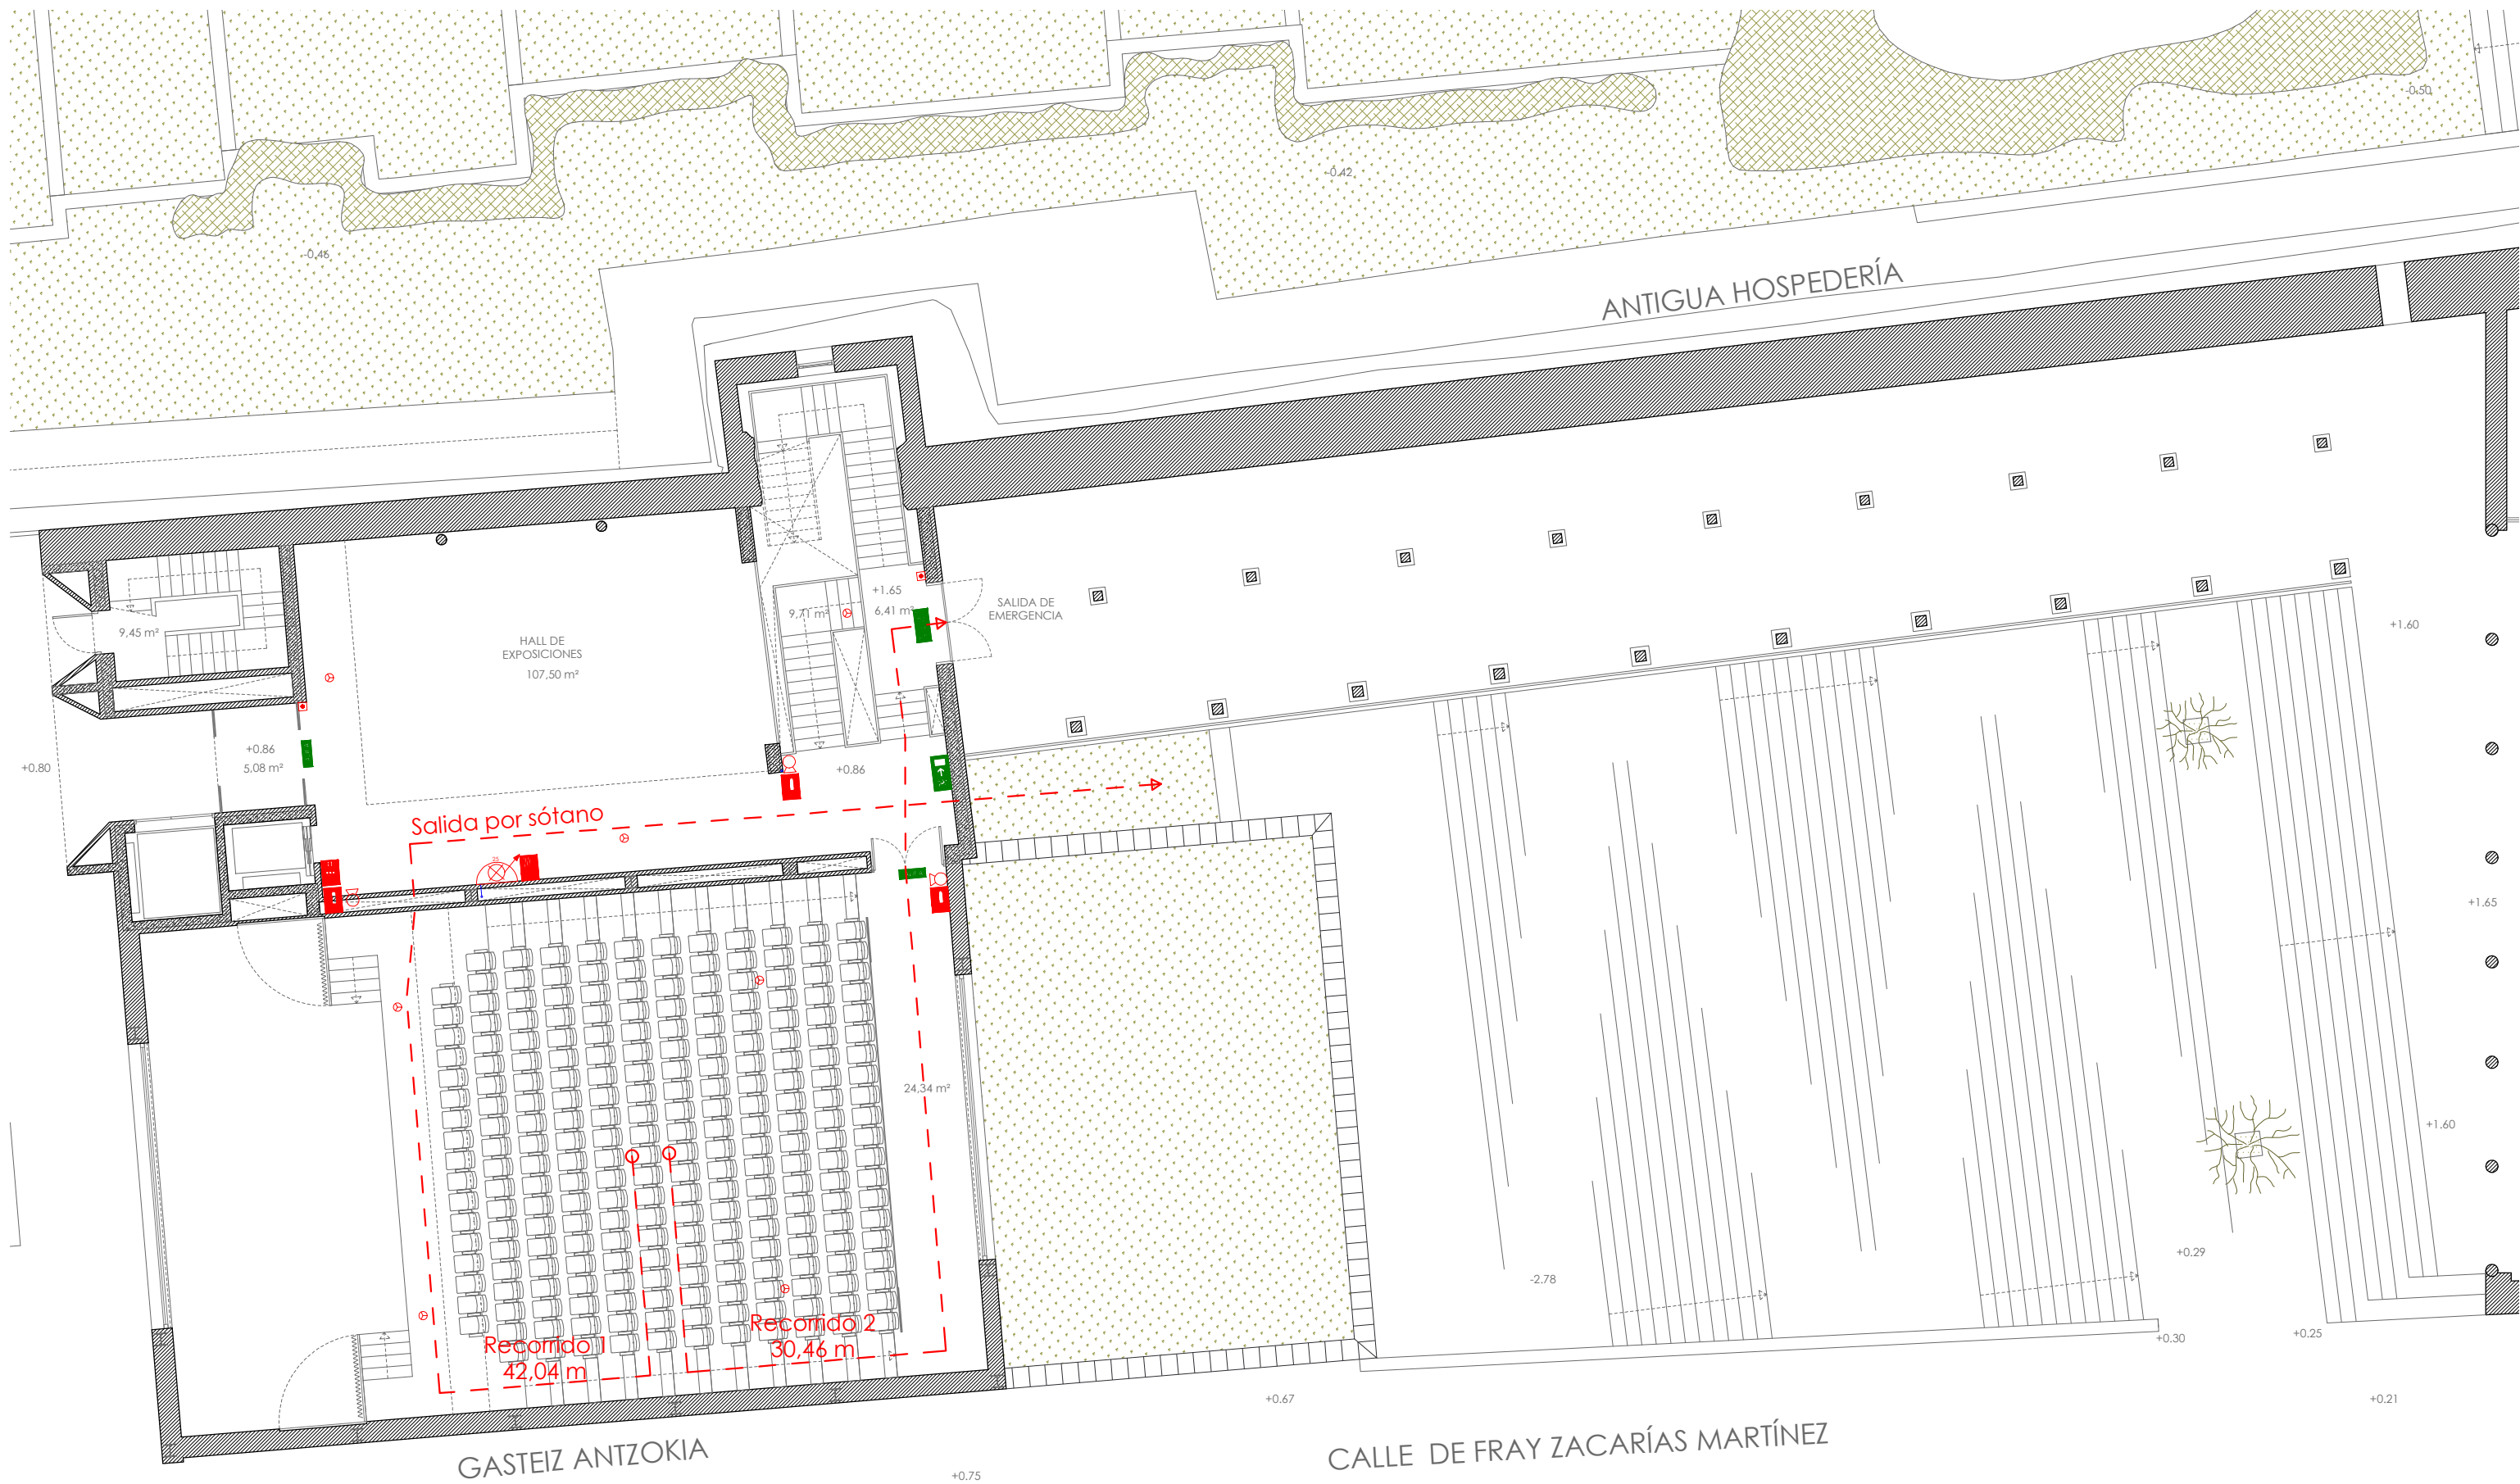 -0.50
-0.42
-0.46
ANTIGUA HOSPEDERÍA
+1.65
9,71 m²
6,41 m²
SALIDA DE
EMERGENCIA
+1.60
9,45 m²
HALL DE
EXPOSICIONES
107,50 m²
+0.86
5,08 m²
+0.80
+0.86
Salida por sótano
25
+1.65
24,34 m²
+1.60
+0.29
-2.78
Recorrido 1
42,04 m
Recorrido 2
30,46 m
+0.30
+0.25
+0.67
+0.21
GASTEIZ ANTZOKIA
CALLE DE FRAY ZACARÍAS MARTÍNEZ
+0.75